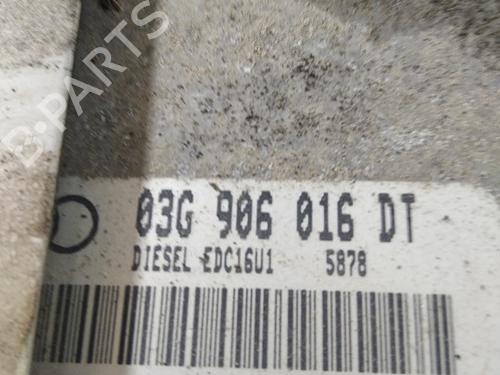 B-PARTS
03G 906 016 DT
DIESEL EDC16U1 5878